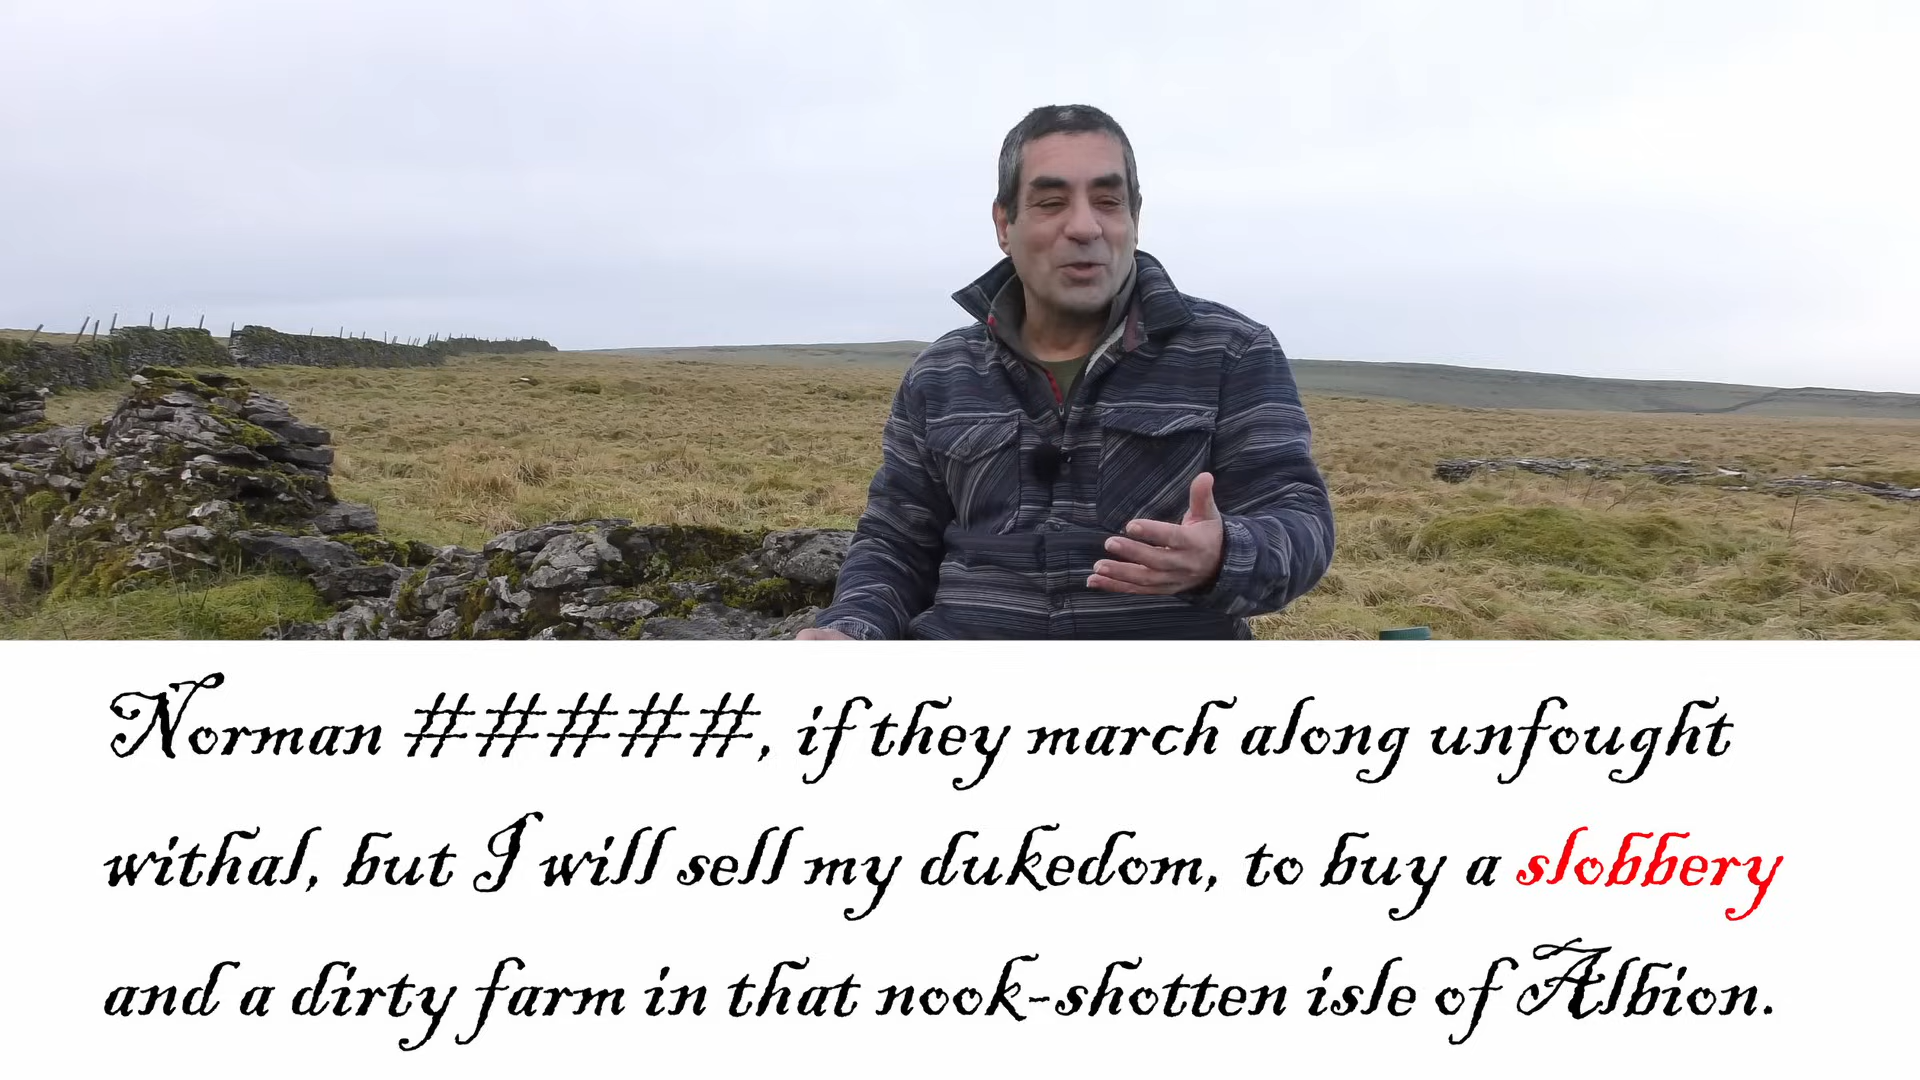 Norman #####, if they march along unfought
withal, but I will sell my dukedom, to buy a slobbery
and a dirty farm in that nook-shotten isle of Albion.